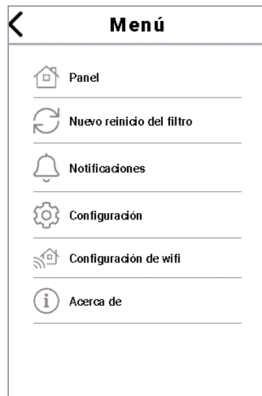 Menú
Panel
Nuevo reinicio del filtro
Notificaciones
Configuración
Configuración de wifi
Acerca de